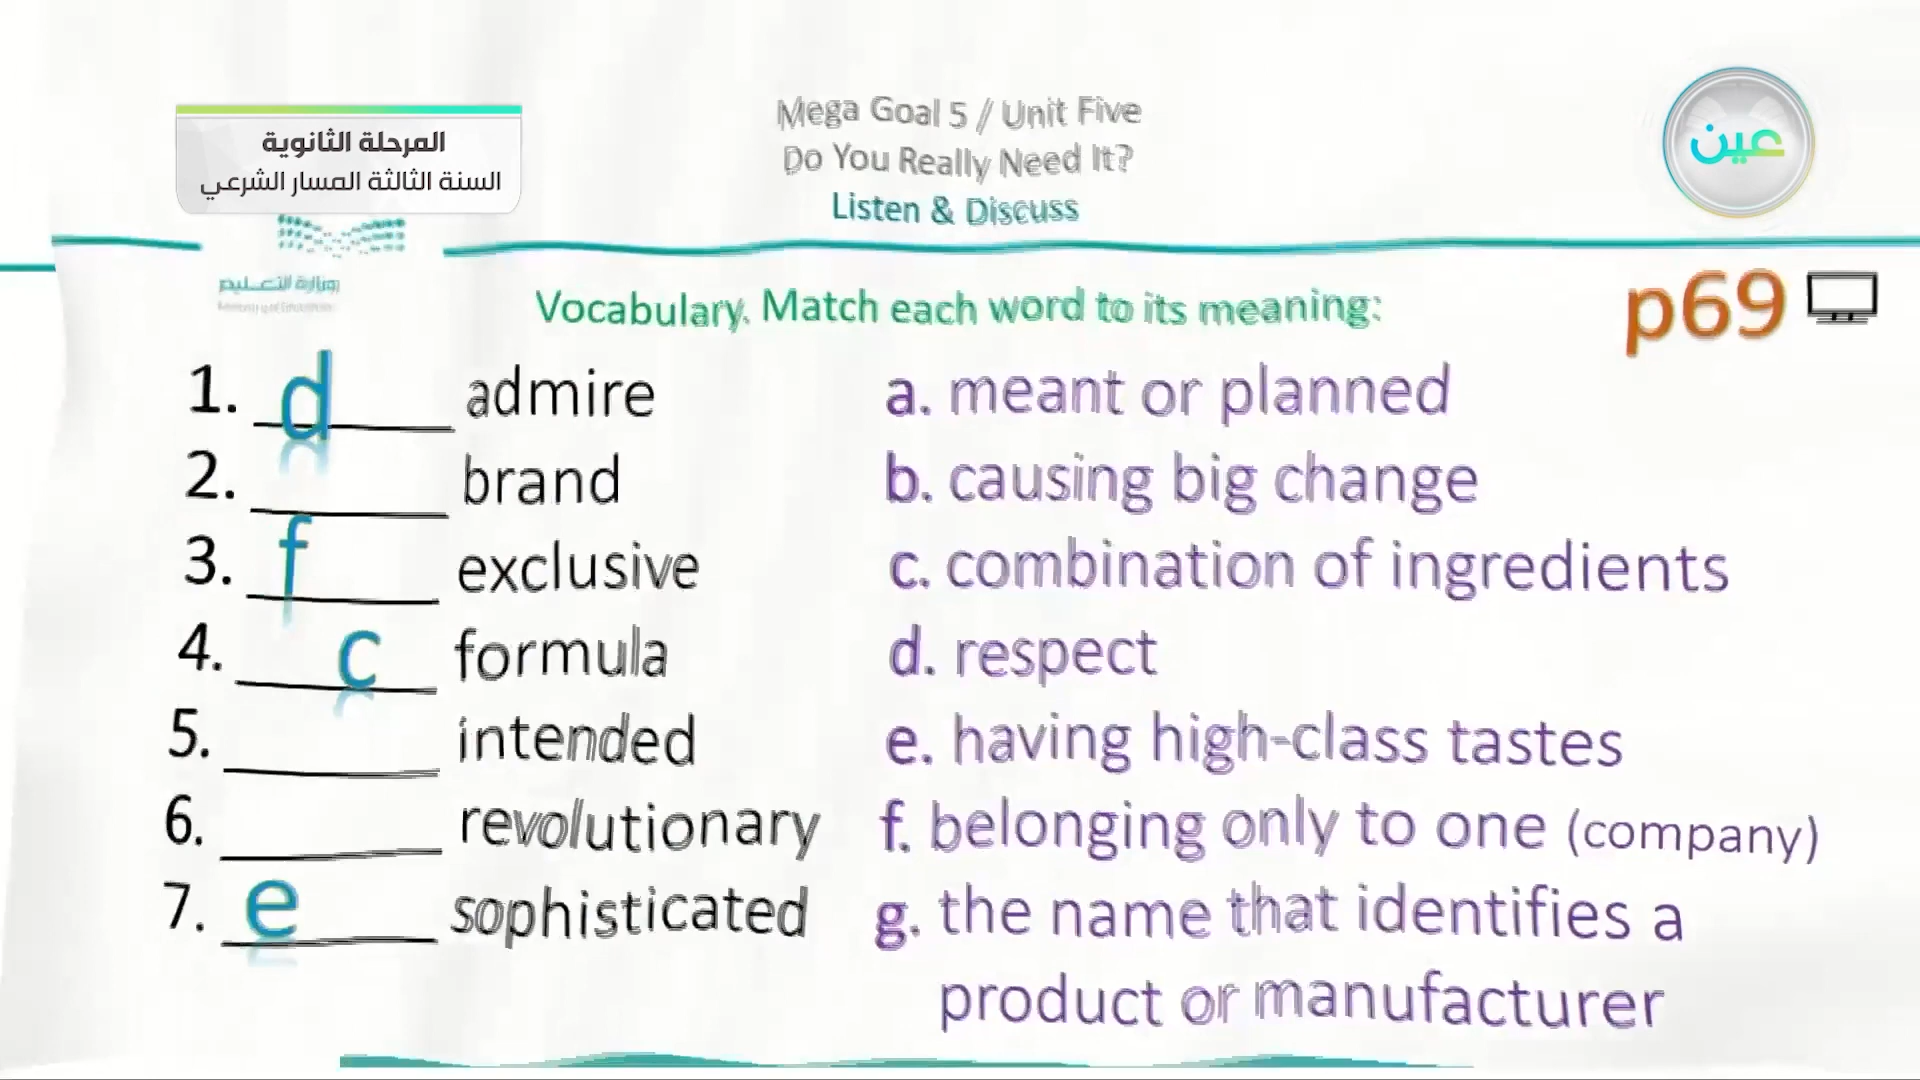 Mega Goal 5 / Unit Five
Do You Really Need It?
Listen & Discuss
المرحلة الثانوية
السنة الثالثة المسار الشرعي
عين
وزارة التعليم
Ministry of Education
Vocabulary. Match each word to its meaning:
p69
1. d admire
2. brand
3. f exclusive
4. c formula
5. intended
6. revolutionary
7. e sophisticated
a. meant or planned
b. causing big change
c. combination of ingredients
d. respect
e. having high-class tastes
f. belonging only to one (company)
g. the name that identifies a
product or manufacturer